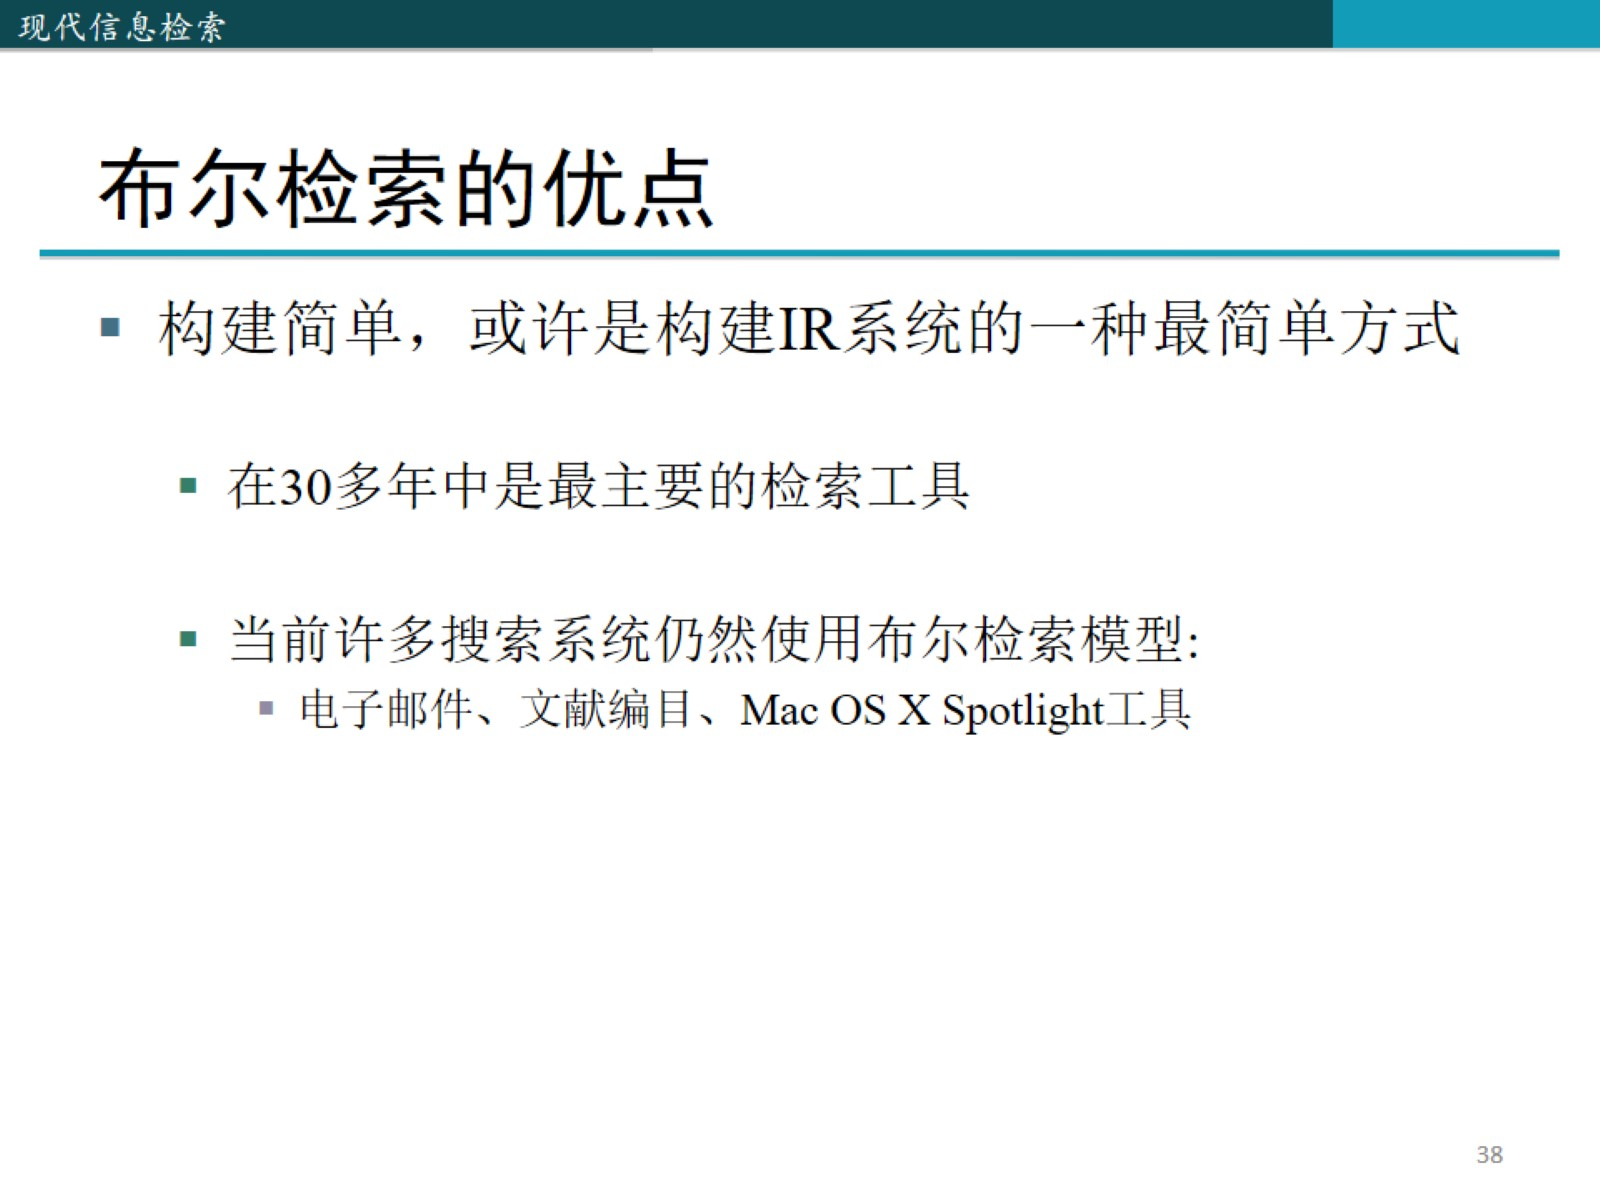 现代信息检索
布尔检索的优点
构建简单，或许是构建IR系统的一种最简单方式
在30多年中是最主要的检索工具
当前许多搜索系统仍然使用布尔检索模型:
电子邮件、文献编目、Mac OS X Spotlight工具
38